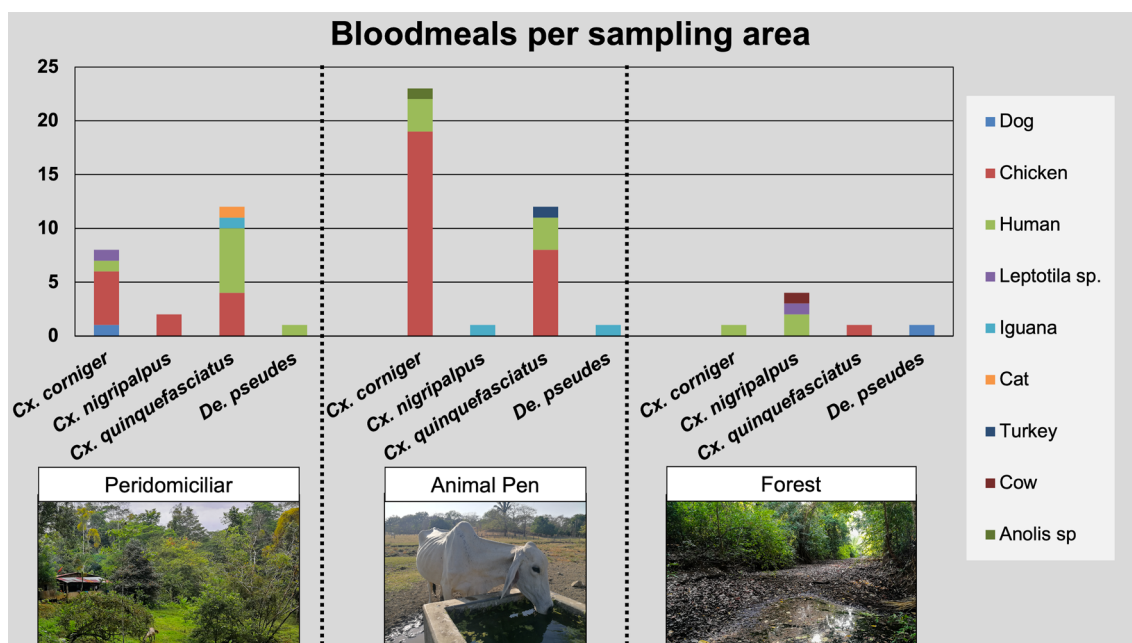 Bloodmeals per sampling area
25
20
15
10
5
0
Cx. corniger
Cx. nigripalpus
Cx. quinquefasciatus
De. pseudes
Cx. corniger
Cx. nigripalpus
Cx. quinquefasciatus
De. pseudes
Cx. corniger
Cx. nigripalpus
Cx. quinquefasciatus
De. pseudes
Dog
Chicken
Human
Leptotila sp.
Iguana
Cat
Turkey
Cow
Anolis sp
Peridomiciliar
Animal Pen
Forest